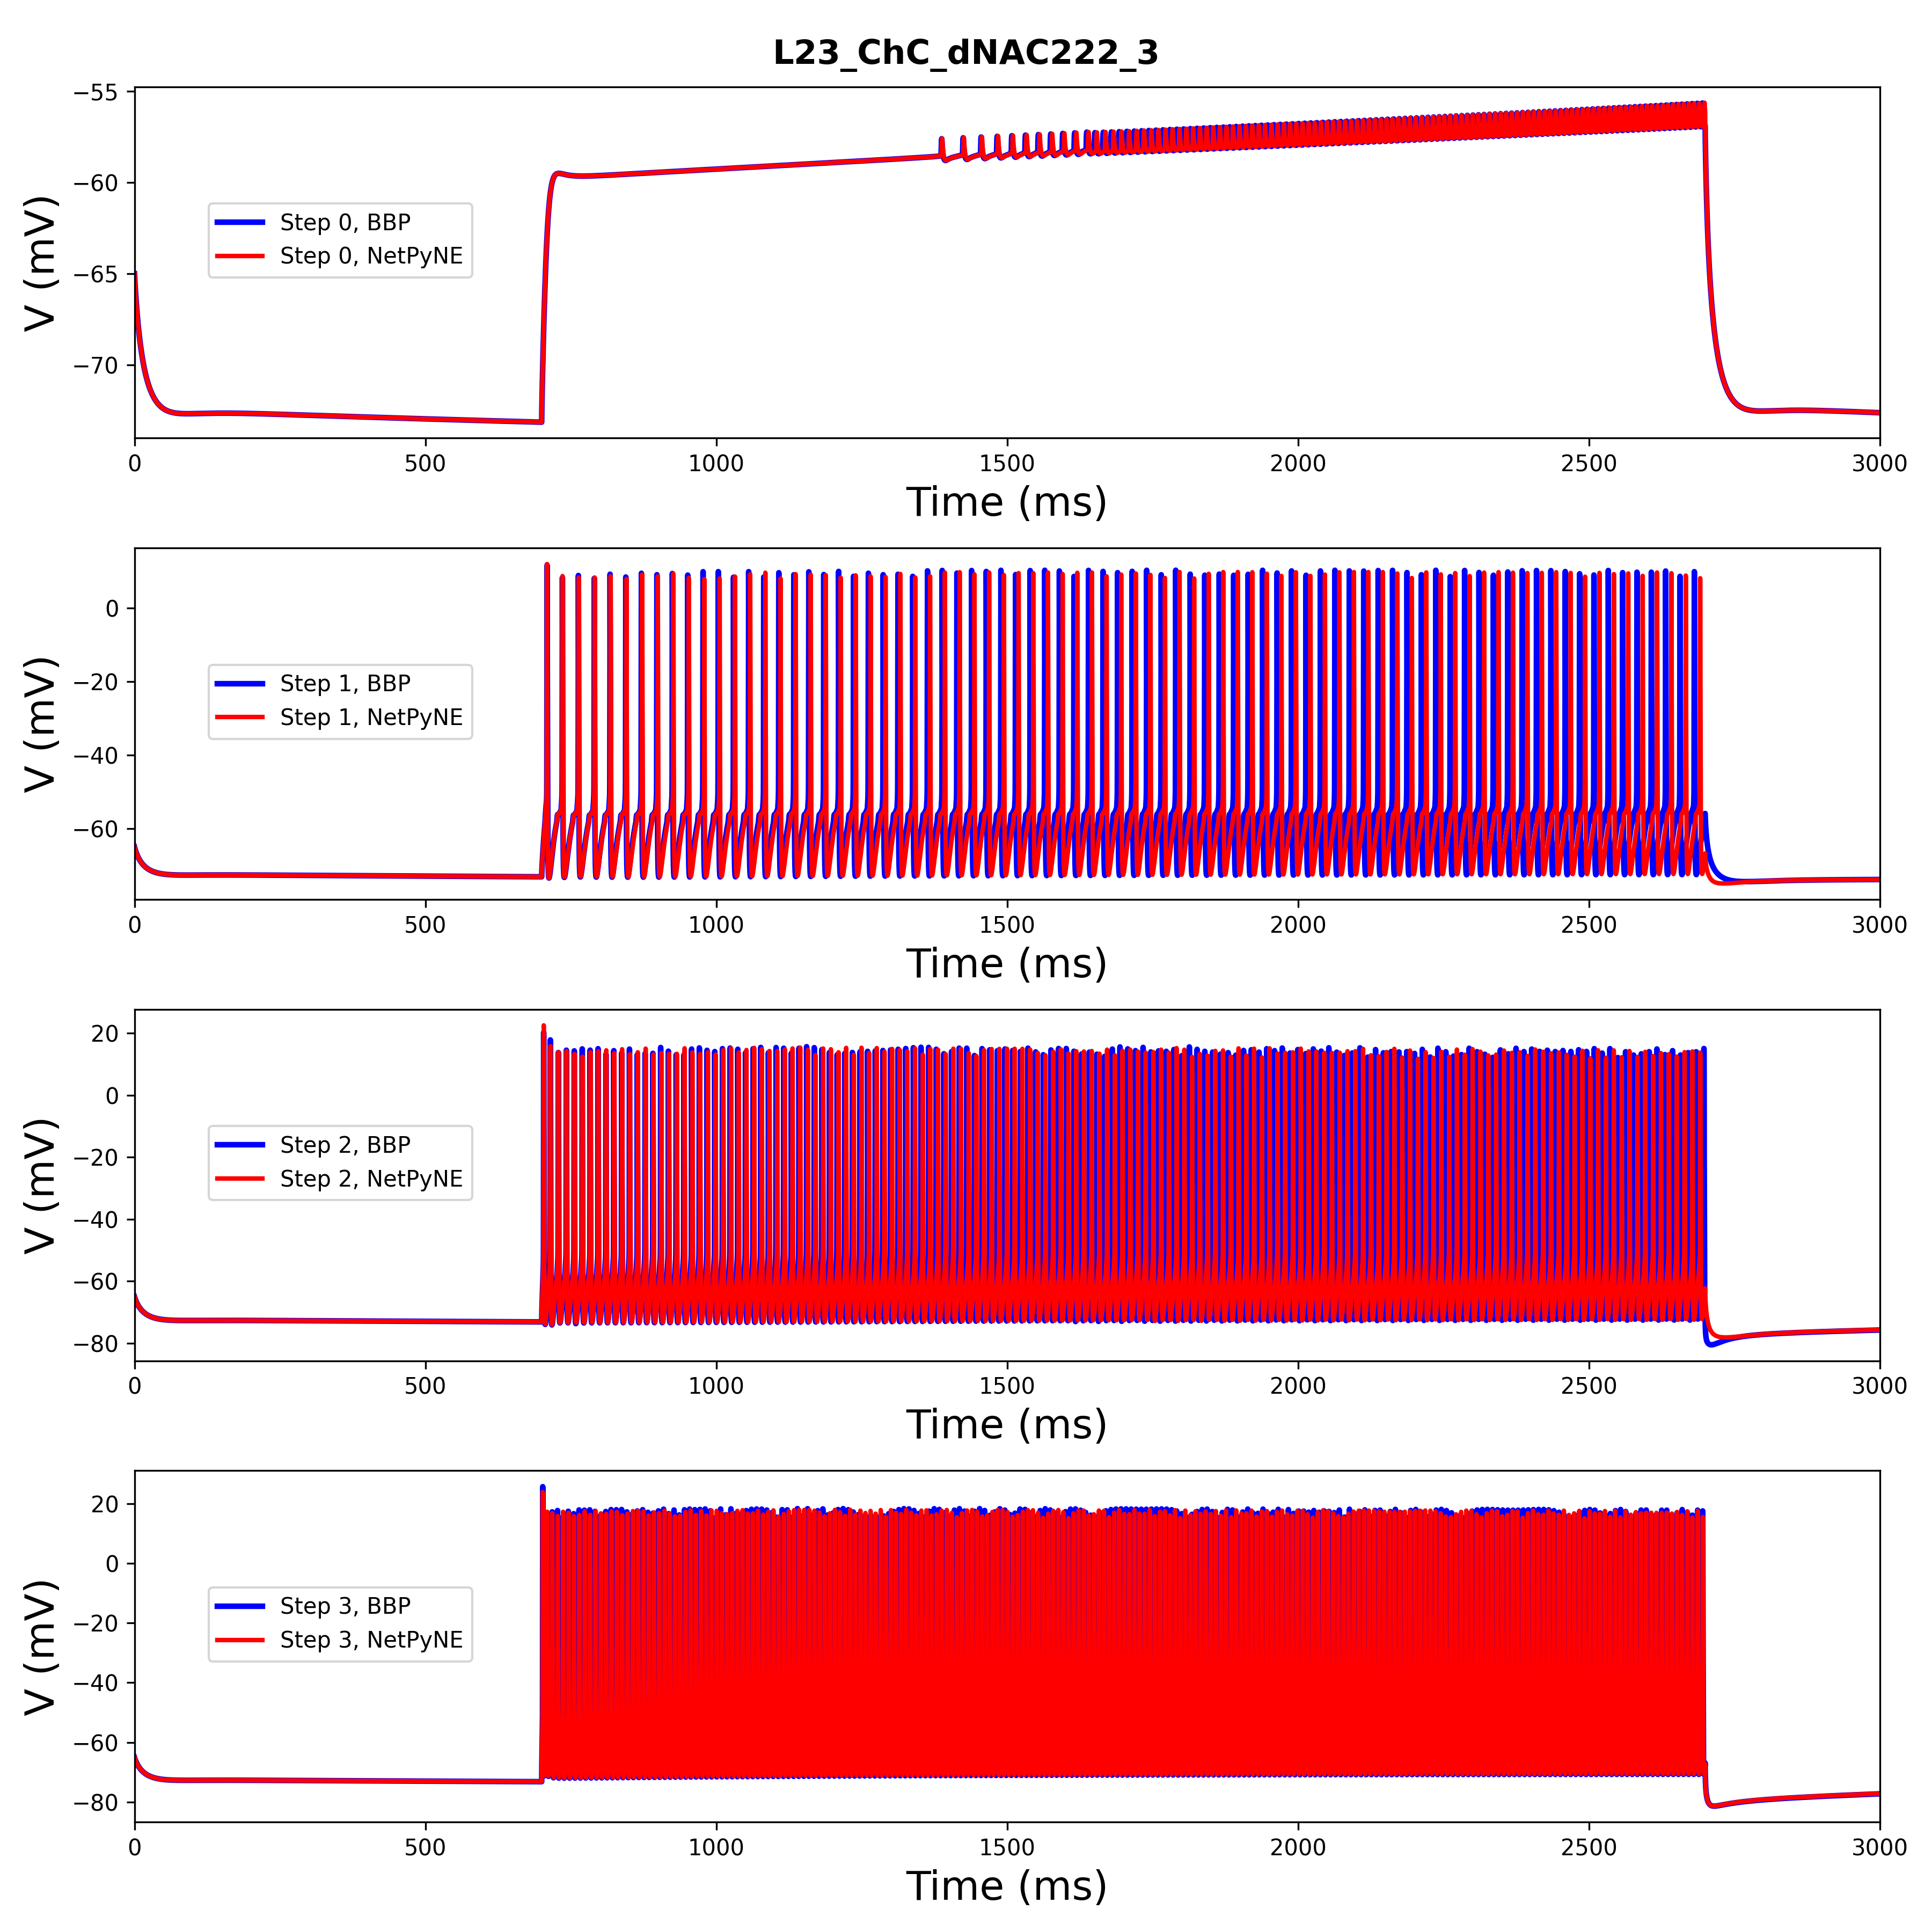 L23_ChC_dNAC222_3
−55
−60
−65
−70
V (mV)
Step 0, BBP
Step 0, NetPyNE
0 500 1000 1500 2000 2500 3000
Time (ms)
0
−20
−40
−60
V (mV)
Step 1, BBP
Step 1, NetPyNE
0 500 1000 1500 2000 2500 3000
Time (ms)
20
0
−20
−40
−60
−80
V (mV)
Step 2, BBP
Step 2, NetPyNE
0 500 1000 1500 2000 2500 3000
Time (ms)
20
0
−20
−40
−60
−80
V (mV)
Step 3, BBP
Step 3, NetPyNE
0 500 1000 1500 2000 2500 3000
Time (ms)